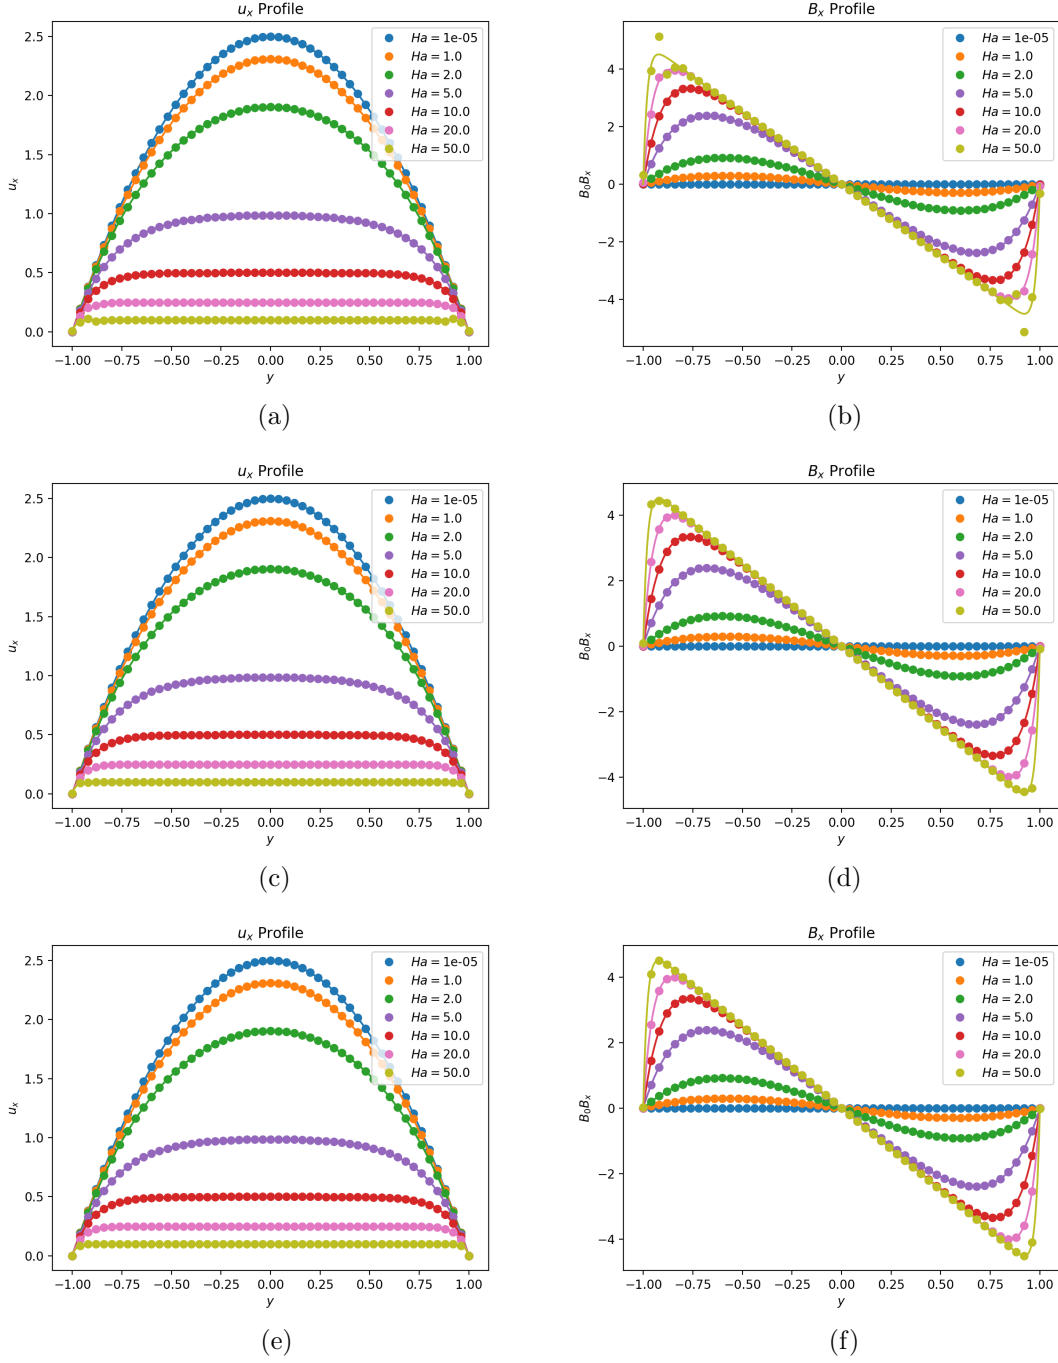 u_x Profile
2.5
2.0
1.5
1.0
0.5
0.0
u_x
−1.00 −0.75 −0.50 −0.25 0.00 0.25 0.50 0.75 1.00
y
Ha = 1e-05
Ha = 1.0
Ha = 2.0
Ha = 5.0
Ha = 10.0
Ha = 20.0
Ha = 50.0
(a)
B_x Profile
4
2
0
−2
−4
B_0B_x
−1.00 −0.75 −0.50 −0.25 0.00 0.25 0.50 0.75 1.00
y
Ha = 1e-05
Ha = 1.0
Ha = 2.0
Ha = 5.0
Ha = 10.0
Ha = 20.0
Ha = 50.0
(b)
u_x Profile
2.5
2.0
1.5
1.0
0.5
0.0
u_x
−1.00 −0.75 −0.50 −0.25 0.00 0.25 0.50 0.75 1.00
y
Ha = 1e-05
Ha = 1.0
Ha = 2.0
Ha = 5.0
Ha = 10.0
Ha = 20.0
Ha = 50.0
(c)
B_x Profile
4
2
0
−2
−4
B_0B_x
−1.00 −0.75 −0.50 −0.25 0.00 0.25 0.50 0.75 1.00
y
Ha = 1e-05
Ha = 1.0
Ha = 2.0
Ha = 5.0
Ha = 10.0
Ha = 20.0
Ha = 50.0
(d)
u_x Profile
2.5
2.0
1.5
1.0
0.5
0.0
u_x
−1.00 −0.75 −0.50 −0.25 0.00 0.25 0.50 0.75 1.00
y
Ha = 1e-05
Ha = 1.0
Ha = 2.0
Ha = 5.0
Ha = 10.0
Ha = 20.0
Ha = 50.0
(e)
B_x Profile
4
2
0
−2
−4
B_0B_x
−1.00 −0.75 −0.50 −0.25 0.00 0.25 0.50 0.75 1.00
y
Ha = 1e-05
Ha = 1.0
Ha = 2.0
Ha = 5.0
Ha = 10.0
Ha = 20.0
Ha = 50.0
(f)